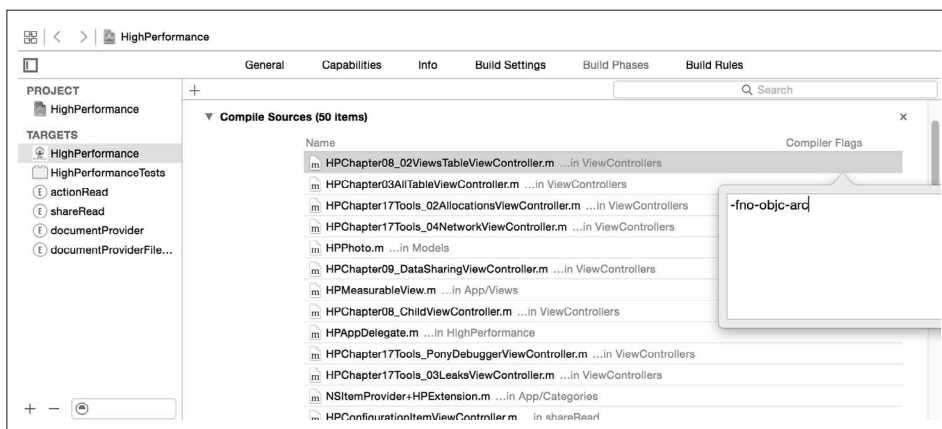 HighPerformance
General Capabilities Info Build Settings Build Phases Build Rules
PROJECT
HighPerformance
TARGETS
HighPerformance
HighPerformanceTests
E actionRead
E shareRead
E documentProvider
E documentProviderFile...
+
Search
Compile Sources (50 items)
Name Compiler Flags
m HPChapter08_02ViewsTableViewController.m ...in ViewControllers
m HPChapter03AllTableViewController.m ...in ViewControllers
m HPChapter17Tools_02AllocationsViewController.m ...in ViewControllers
m HPChapter17Tools_04NetworkViewController.m ...in ViewControllers
m HPPhoto.m ...in Models
m HPChapter09_DataSharingViewController.m ...in ViewControllers
m HPMeasurableView.m ...in App/Views
m HPChapter08_ChildViewController.m ...in ViewControllers
m HPAppDelegate.m ...in HighPerformance
m HPChapter17Tools_PonyDebuggerViewController.m ...in ViewControllers
m HPChapter17Tools_03LeaksViewController.m ...in ViewControllers
m NSItemProvider+HPExtension.m ...in App/Categories
m HPConfigurationItemViewController.m ...in shareRead
-fno-objc-arc